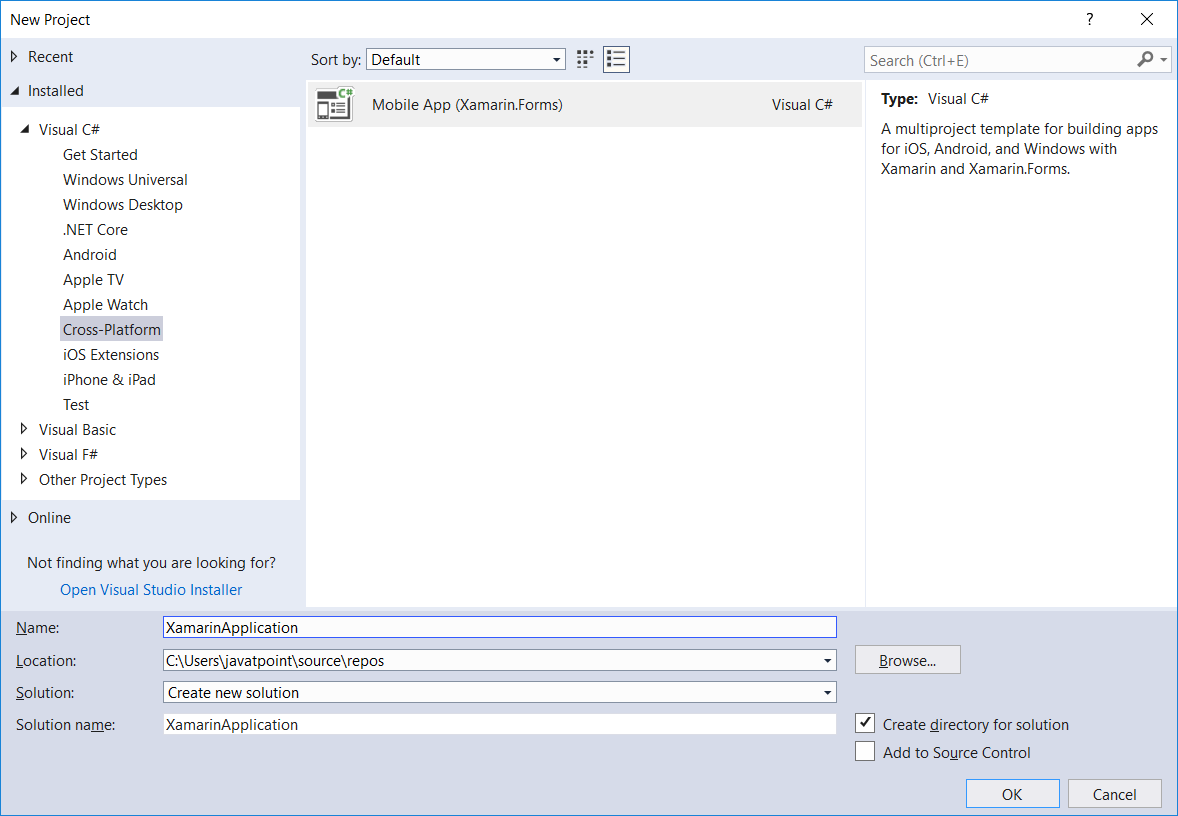 New Project
?
Recent
Installed
Visual C#
Get Started
Windows Universal
Windows Desktop
.NET Core
Android
Apple TV
Apple Watch
Cross-Platform
iOS Extensions
iPhone & iPad
Test
Visual Basic
Visual F#
Other Project Types
Online
Not finding what you are looking for?
Open Visual Studio Installer
Sort by: Default
C#
Mobile App (Xamarin.Forms) Visual C#
Search (Ctrl+E)
Type: Visual C#
A multiproject template for building apps
for iOS, Android, and Windows with
Xamarin and Xamarin.Forms.
Name: XamarinApplication
Location: C:\Users\javatpoint\source\repos Browse...
Solution: Create new solution
Solution name: XamarinApplication
Create directory for solution
Add to Source Control
OK Cancel